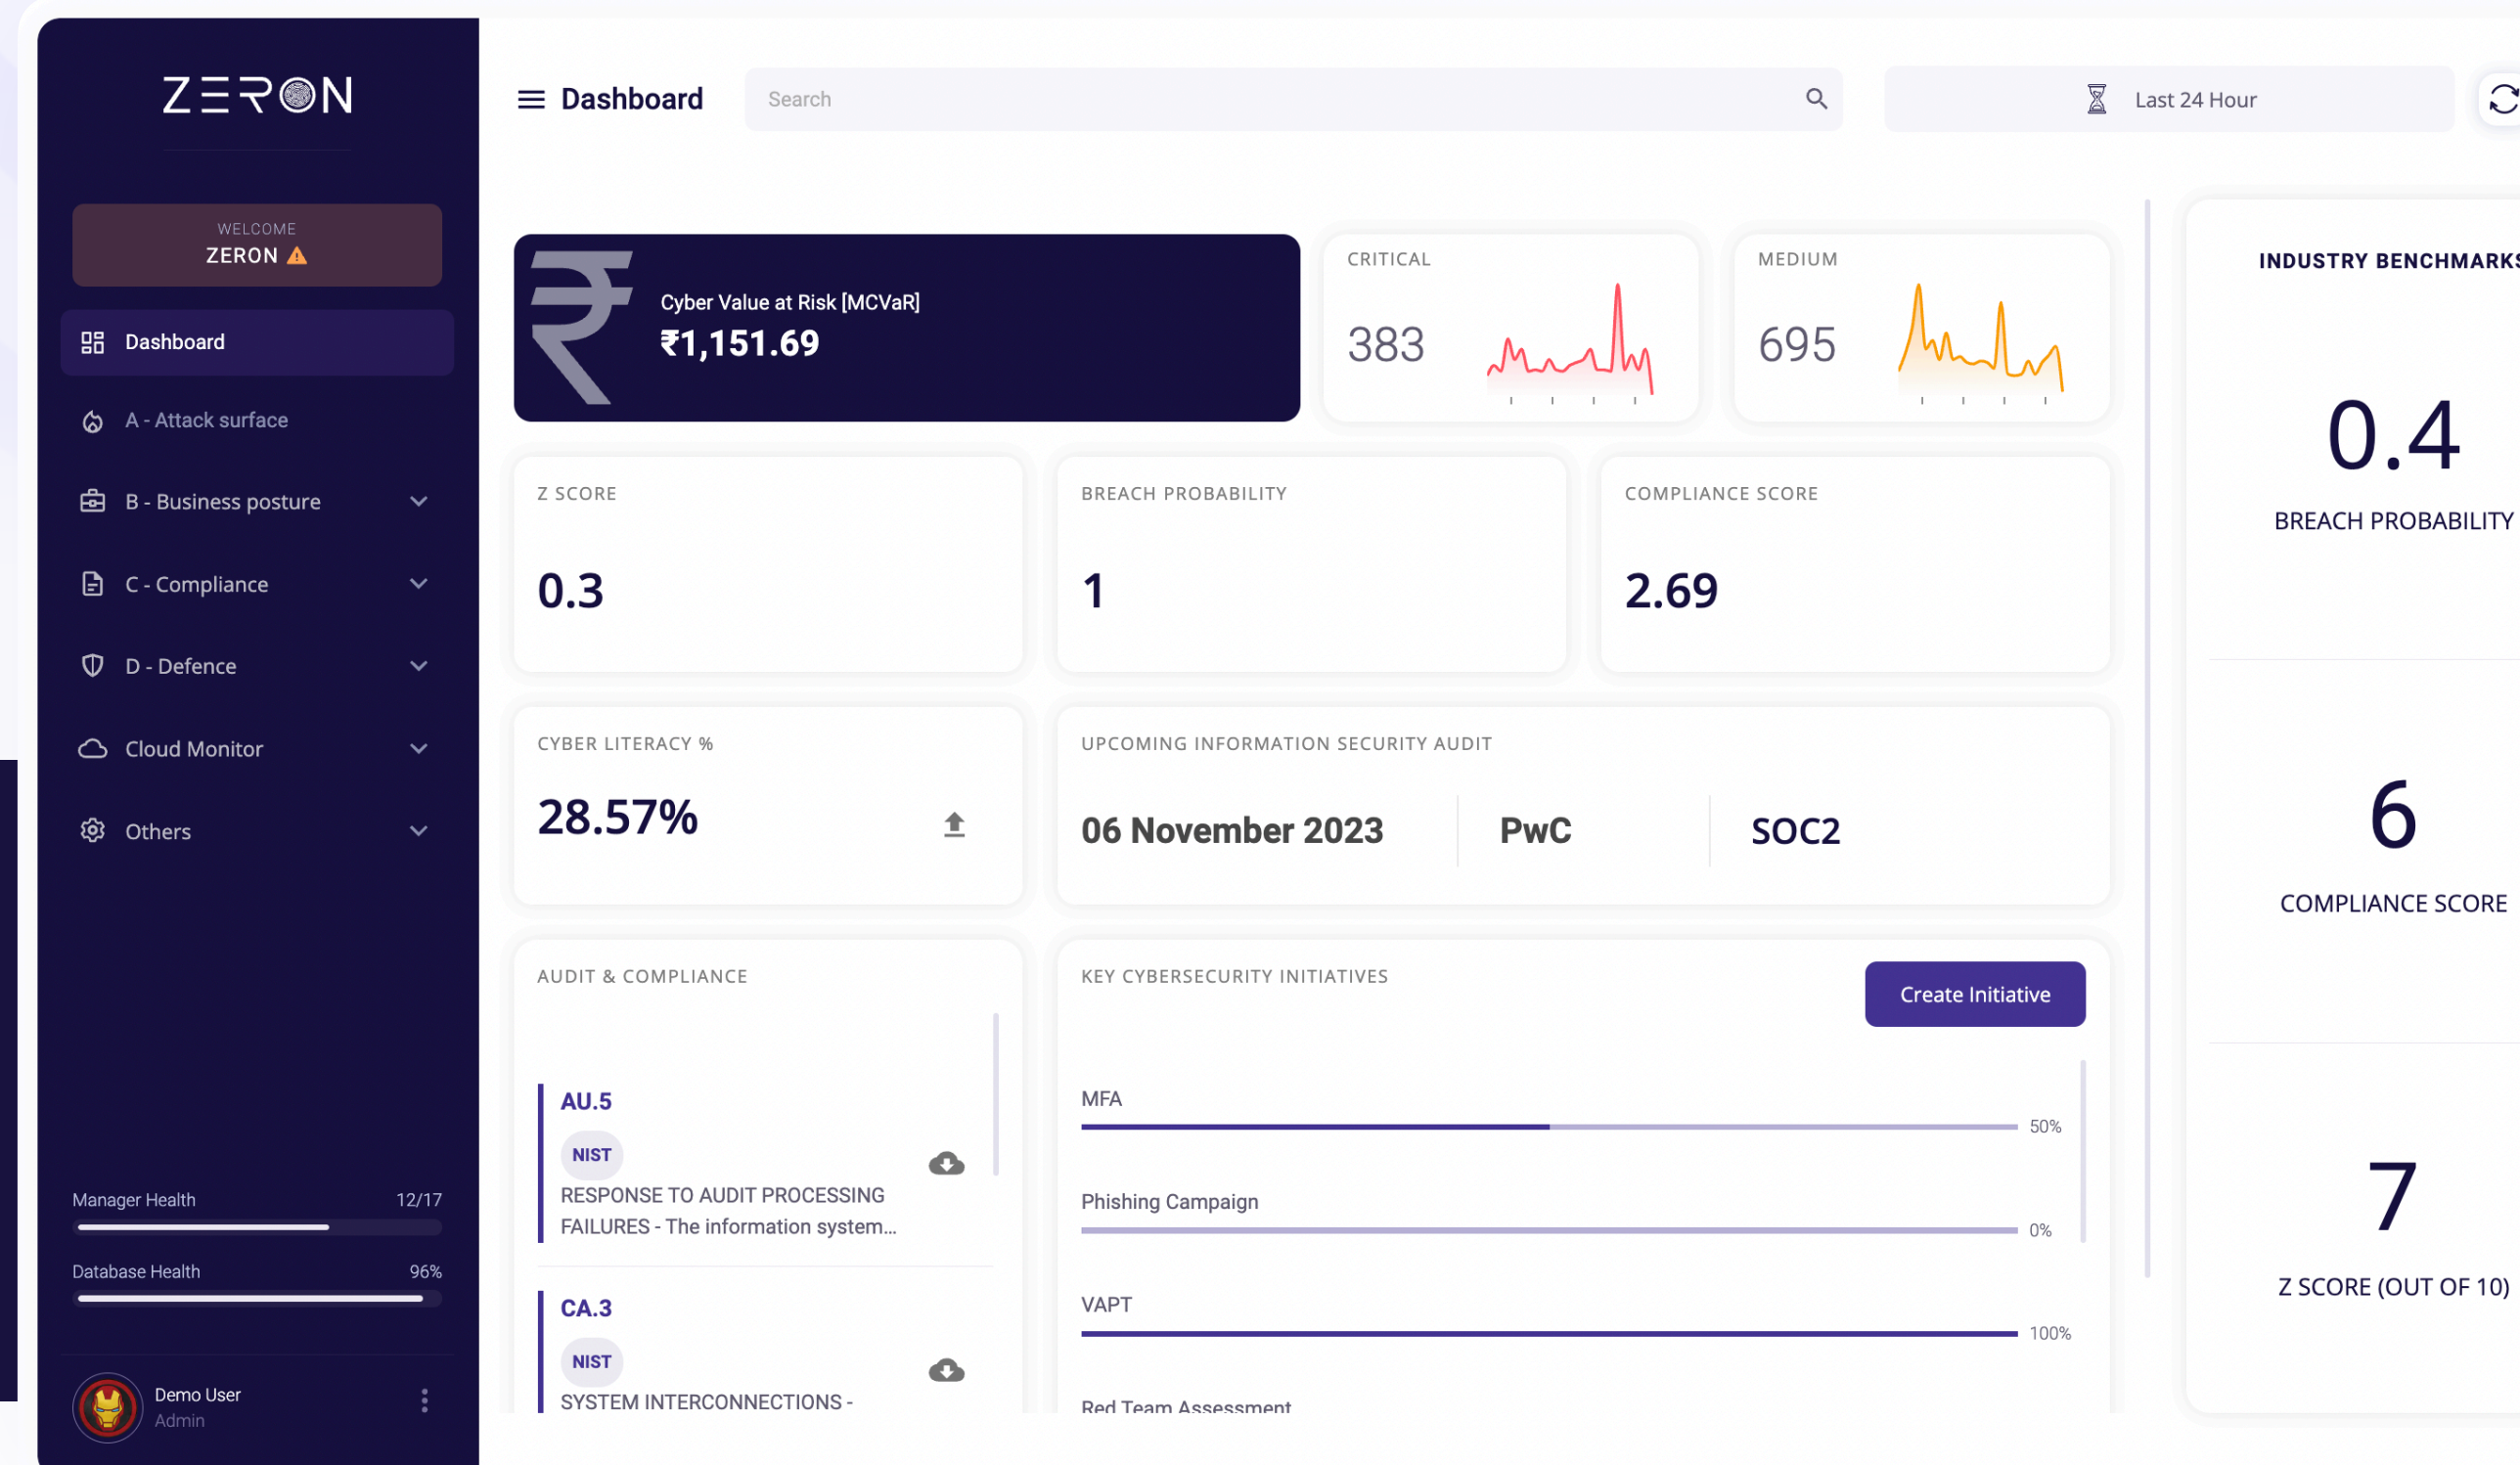 ZERON
WELCOME
ZERON
Dashboard
A - Attack surface
B - Business posture
C - Compliance
D - Defence
Cloud Monitor
Others
Manager Health 12/17
Database Health 96%
Demo User
Admin
Dashboard
Search
Last 24 Hour
₹
Cyber Value at Risk [MCVaR]
₹1,151.69
CRITICAL
383
MEDIUM
695
Z SCORE
0.3
BREACH PROBABILITY
1
COMPLIANCE SCORE
2.69
CYBER LITERACY %
28.57%
UPCOMING INFORMATION SECURITY AUDIT
06 November 2023 PwC SOC2
AUDIT & COMPLIANCE
AU.5
NIST
RESPONSE TO AUDIT PROCESSING
FAILURES - The information system...
CA.3
NIST
SYSTEM INTERCONNECTIONS -
KEY CYBERSECURITY INITIATIVES
Create Initiative
MFA
50%
Phishing Campaign
0%
VAPT
100%
Red Team Assessment
INDUSTRY BENCHMARKS
0.4
BREACH PROBABILITY
6
COMPLIANCE SCORE
7
Z SCORE (OUT OF 10)